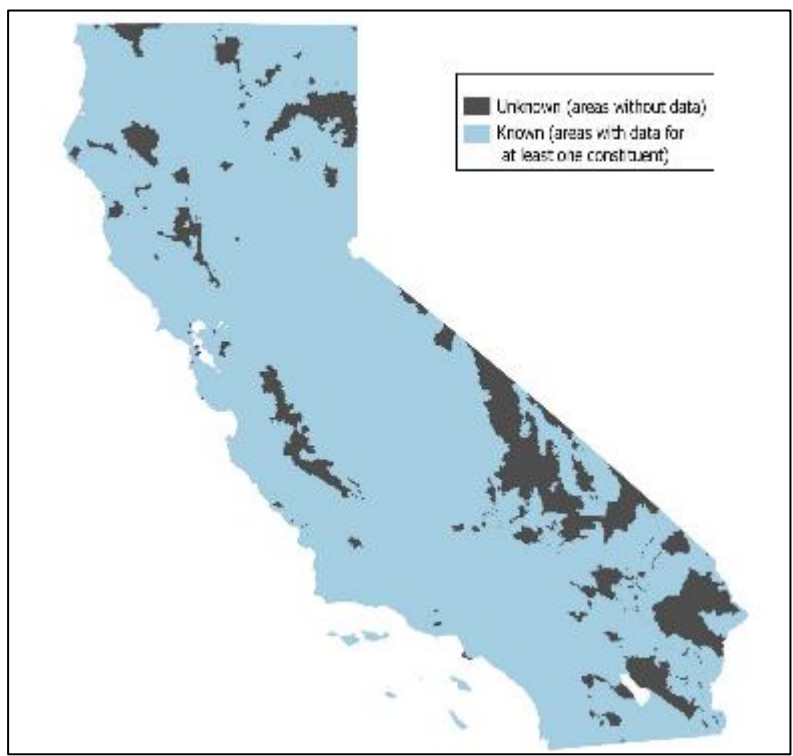 Unknown (areas without data)
Known (areas with data for
at least one constituent)